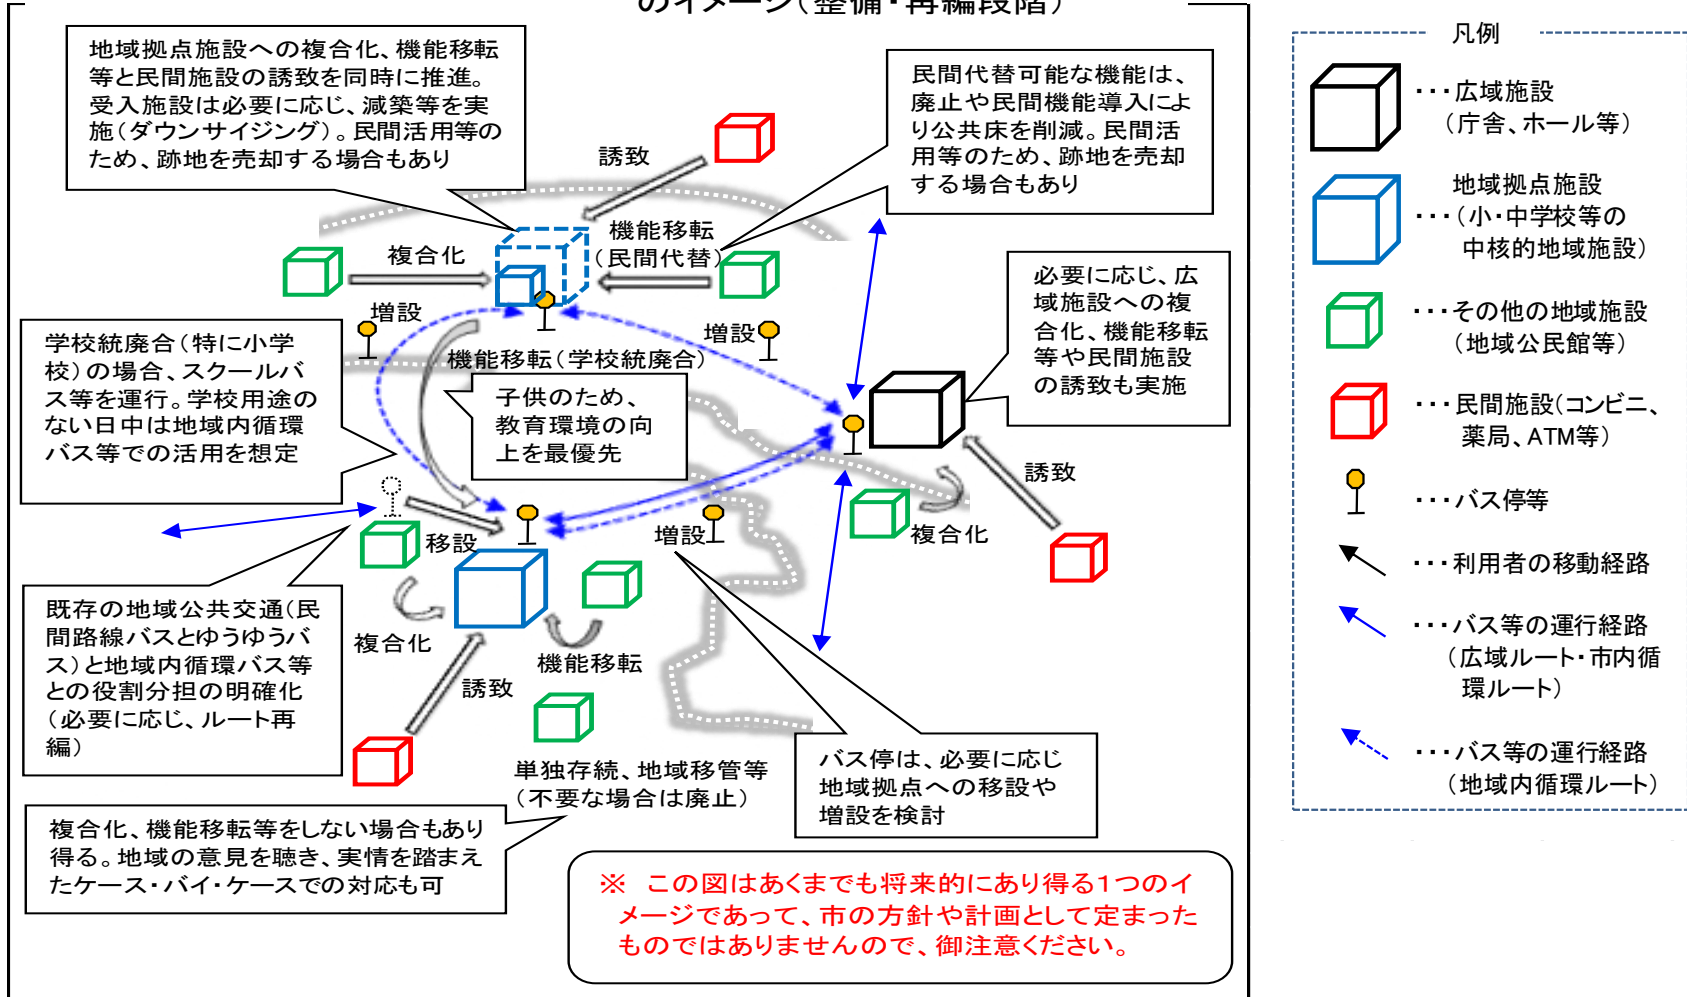 のイメージ（整備・再編段階）
地域拠点施設への複合化、機能移転
等と民間施設の誘致を同時に推進。
受入施設は必要に応じ、減築等を実
施（ダウンサイジング）。民間活用等の
ため、跡地を売却する場合もあり
民間代替可能な機能は、
廃止や民間機能導入によ
り公共床を削減。民間活
用等のため、跡地を売却
する場合もあり
誘致
複合化
機能移転
（民間代替）
増設
増設
機能移転（学校統廃合）
必要に応じ、広
域施設への複
合化、機能移転
等や民間施設
の誘致も実施
学校統廃合（特に小学
校）の場合、スクールバ
ス等を運行。学校用途の
ない日中は地域内循環
バス等での活用を想定
子供のため、
教育環境の向
上を最優先
誘致
複合化
移設
増設
既存の地域公共交通（民
間路線バスとゆうゆうバ
ス）と地域内循環バス等
との役割分担の明確化
（必要に応じ、ルート再
編）
複合化
機能移転
誘致
単独存続、地域移管等
（不要な場合は廃止）
バス停は、必要に応じ
地域拠点への移設や
増設を検討
複合化、機能移転等をしない場合もあり
得る。地域の意見を聴き、実情を踏まえ
たケース・バイ・ケースでの対応も可
※　この図はあくまでも将来的にあり得る１つのイ
メージであって、市の方針や計画として定まった
ものではありませんので、御注意ください。
凡例
・・・広域施設
（庁舎、ホール等）
地域拠点施設
・・・（小・中学校等の
中核的地域施設）
・・・その他の地域施設
（地域公民館等）
・・・民間施設（コンビニ、
薬局、ATM等）
・・・バス停等
・・・利用者の移動経路
・・・バス等の運行経路
（広域ルート・市内循
環ルート）
・・・バス等の運行経路
（地域内循環ルート）